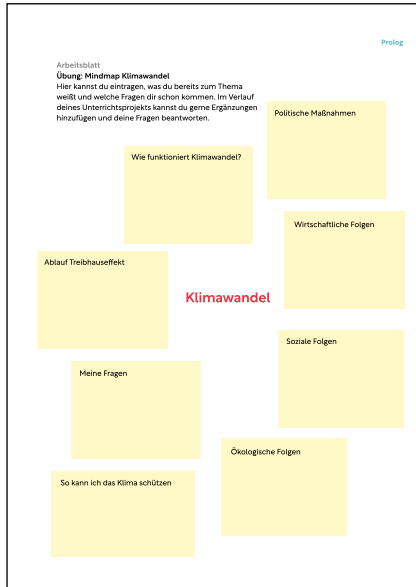 Prolog
Arbeitsblatt
Übung: Mindmap Klimawandel
Hier kannst du eintragen, was du bereits zum Thema
weißt und welche Fragen dir schon kommen. Im Verlauf
deines Unterrichtsprojekts kannst du gerne Ergänzungen
hinzufügen und deine Fragen beantworten.
Politische Maßnahmen
Wie funktioniert Klimawandel?
Wirtschaftliche Folgen
Ablauf Treibhauseffekt
Klimawandel
Soziale Folgen
Meine Fragen
Ökologische Folgen
So kann ich das Klima schützen